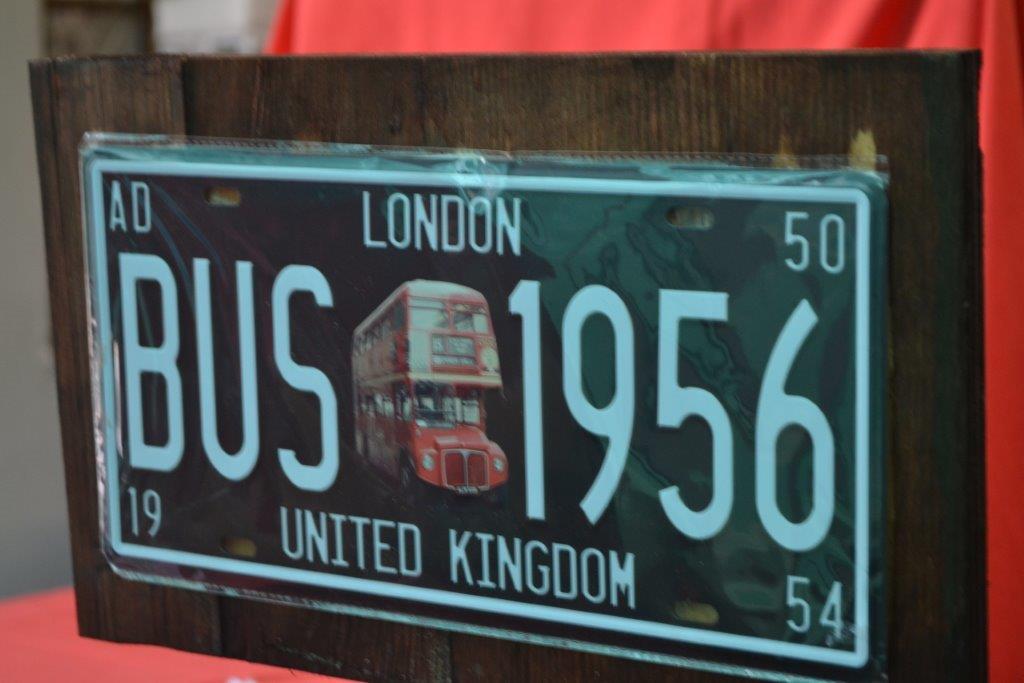 AD LONDON 50
BUS 1956
19 UNITED KINGDOM 54